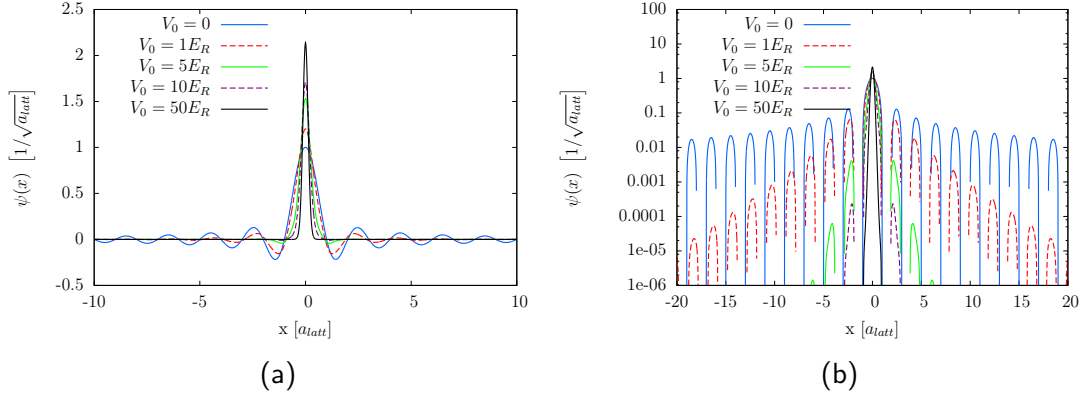 2.5
2
1.5
1
0.5
0
-0.5
-10
-5
0
5
10
ψ(x) [1/√a_latt]
x [a_latt]
V_0 = 0
V_0 = 1E_R
V_0 = 5E_R
V_0 = 10E_R
V_0 = 50E_R
(a)
100
10
1
0.1
0.01
0.001
0.0001
1e-05
1e-06
-20
-15
-10
-5
0
5
10
15
20
ψ(x) [1/√a_latt]
x [a_latt]
V_0 = 0
V_0 = 1E_R
V_0 = 5E_R
V_0 = 10E_R
V_0 = 50E_R
(b)